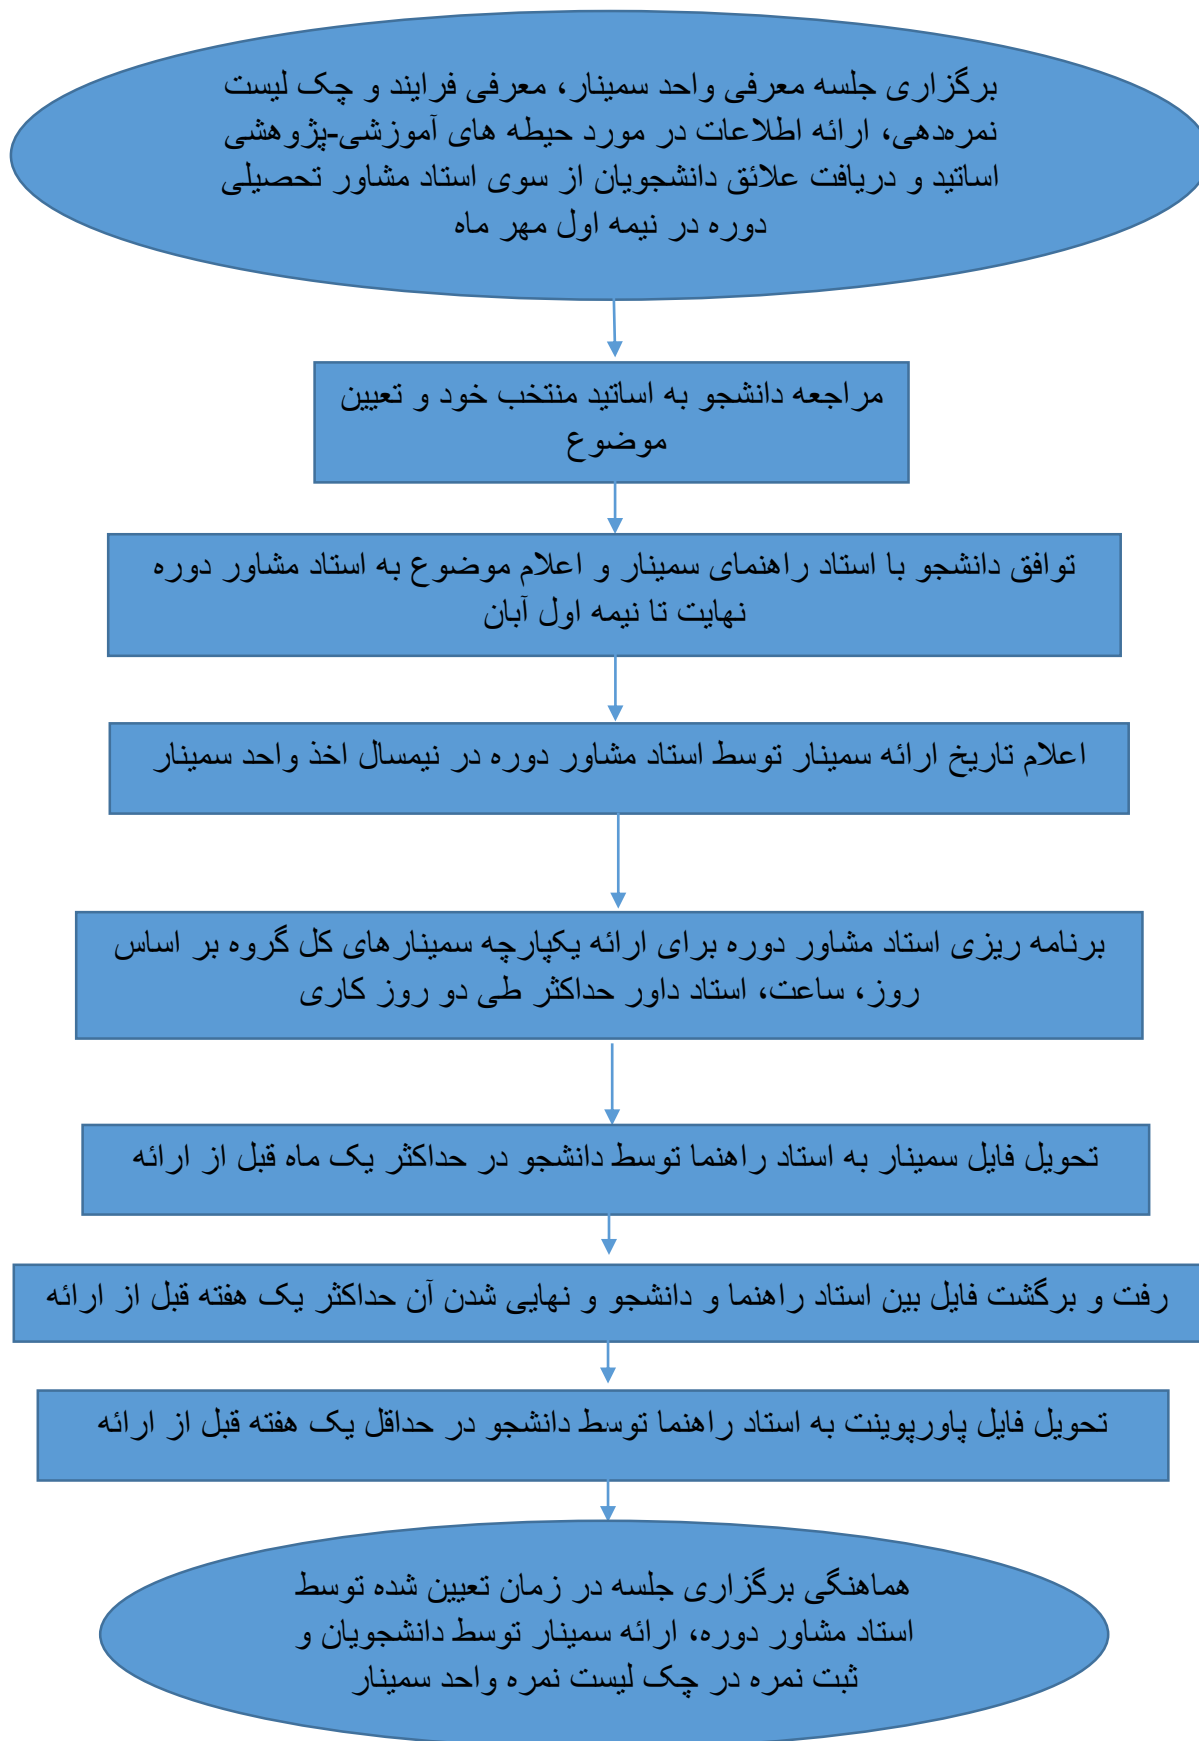 برگزاری جلسه معرفی واحد سمینار، معرفی فرایند و چک لیست
نمره‌دهی، ارائه اطلاعات در مورد حیطه های آموزشی-پژوهشی
اساتید و دریافت علائق دانشجویان از سوی استاد مشاور تحصیلی
دوره در نیمه اول مهر ماه
مراجعه دانشجو به اساتید منتخب خود و تعیین
موضوع
توافق دانشجو با استاد راهنمای سمینار و اعلام موضوع به استاد مشاور دوره
نهایت تا نیمه اول آبان
اعلام تاریخ ارائه سمینار توسط استاد مشاور دوره در نیمسال اخذ واحد سمینار
برنامه ریزی استاد مشاور دوره برای ارائه یکپارچه سمینارهای کل گروه بر اساس
روز، ساعت، استاد داور حداکثر طی دو روز کاری
تحویل فایل سمینار به استاد راهنما توسط دانشجو در حداکثر یک ماه قبل از ارائه
رفت و برگشت فایل بین استاد راهنما و دانشجو و نهایی شدن آن حداکثر یک هفته قبل از ارائه
تحویل فایل پاورپوینت به استاد راهنما توسط دانشجو در حداقل یک هفته قبل از ارائه
هماهنگی برگزاری جلسه در زمان تعیین شده توسط
استاد مشاور دوره، ارائه سمینار توسط دانشجویان و
ثبت نمره در چک لیست نمره واحد سمینار